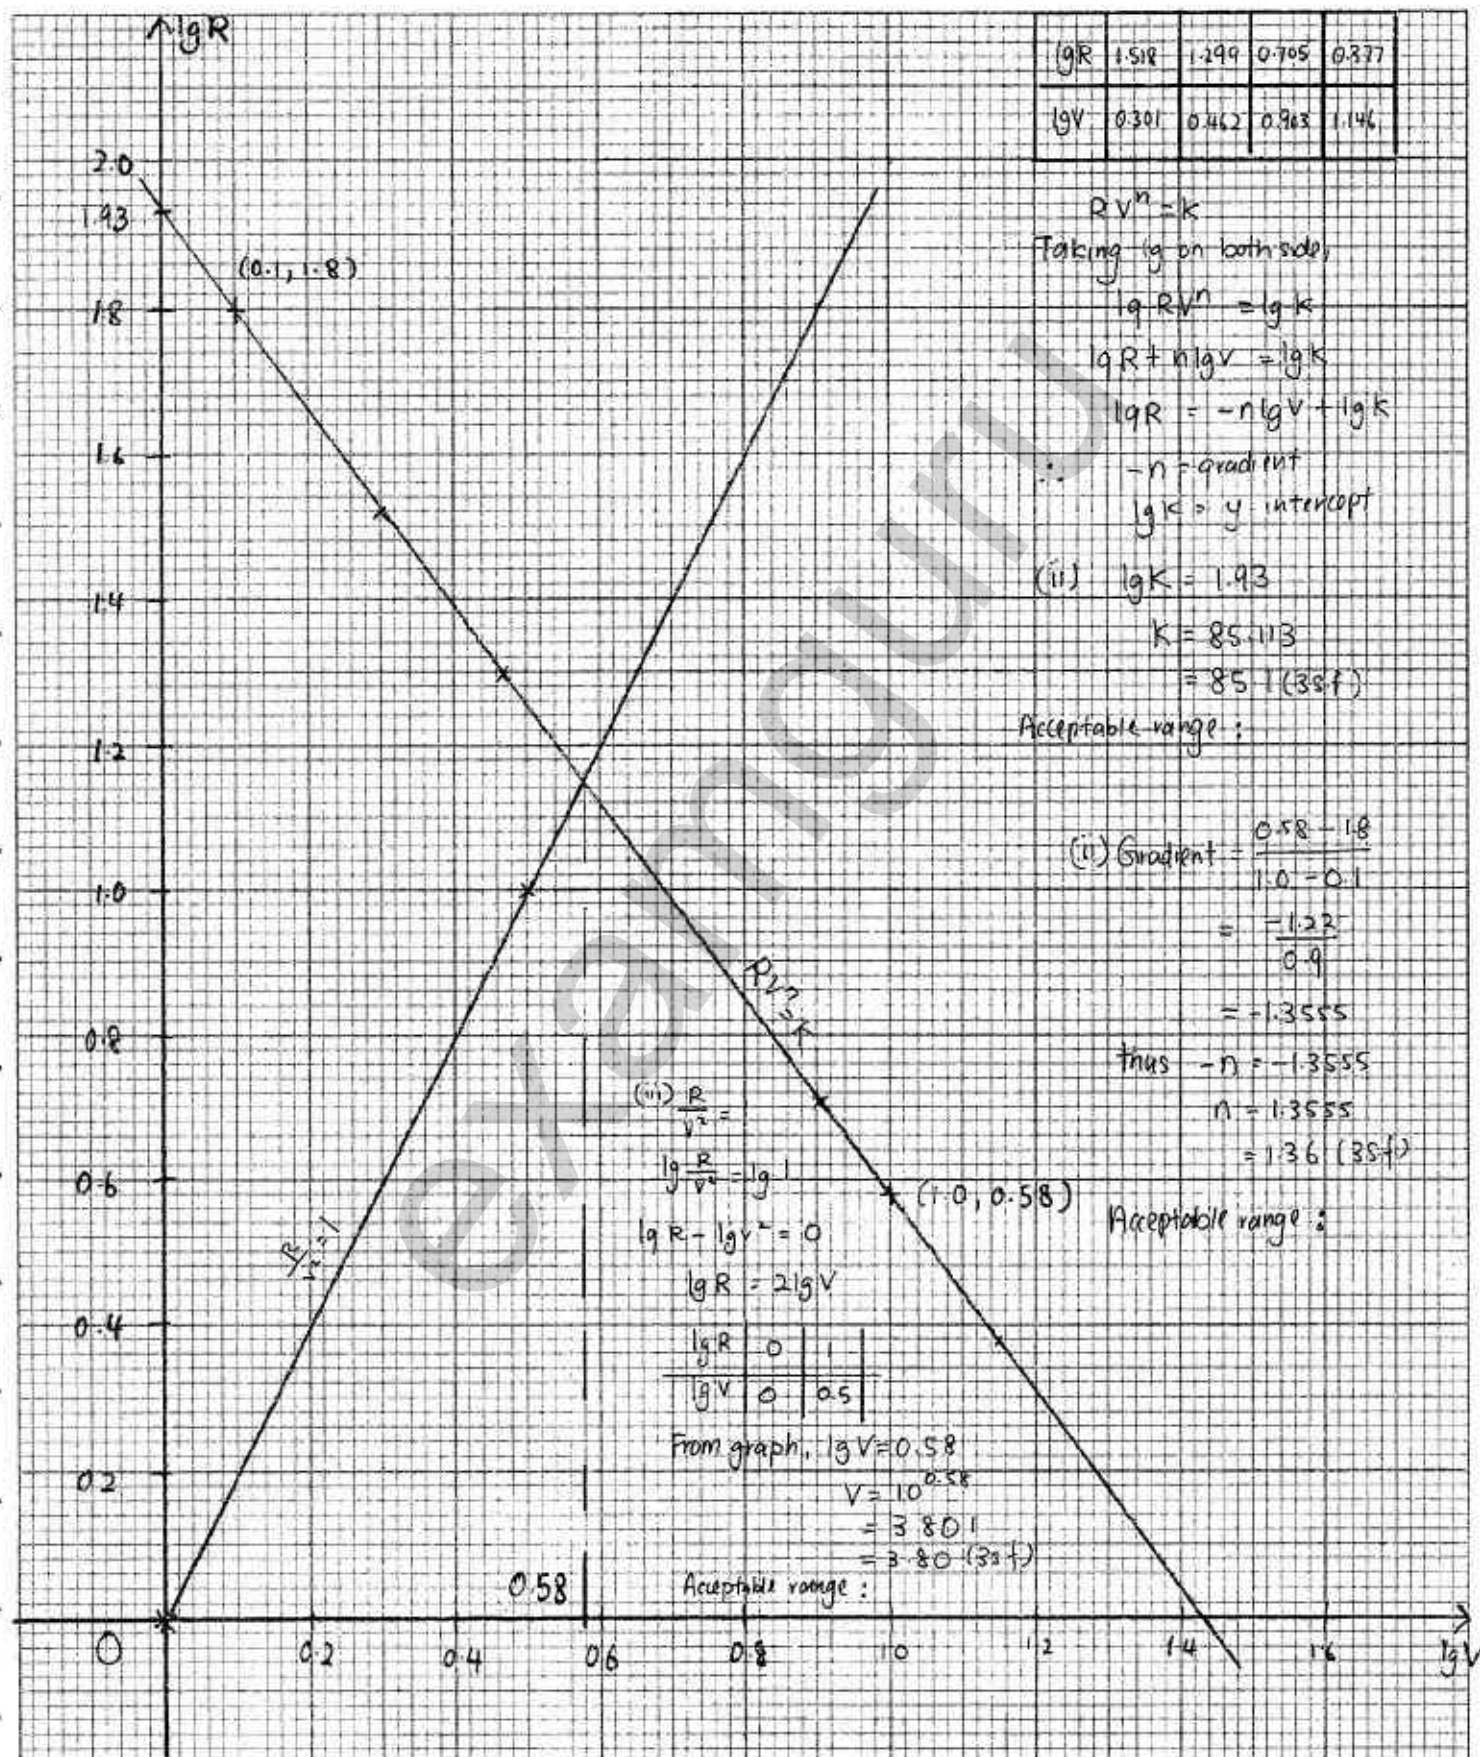 lgR
lgR 1.518 1.299 0.705 0.377
lgV 0.301 0.462 0.903 1.146
2.0
1.93
(0.1, 1.8)
1.8
1.6
1.4
1.2
1.0
0.8
0.6
0.4
0.2
RVⁿ = K
Taking lg on both side,
lg RVⁿ = lg K
lg R + n lg V = lg K
lg R = -n lg V + lg K
∴ -n = gradient
lg K = y intercept
(ii) lg K = 1.93
K = 85.113
= 85.1 (3sf)
Acceptable range :
(ii) Gradient = 0.58 - 1.8 / 1.0 - 0.1
= -1.22 / 0.9
= -1.3555
thus -n = -1.3555
n = 1.3555
= 1.36 (3sf)
Acceptable range :
RVⁿ = K
(1.0, 0.58)
R/V² = 1
(iii) R/V² =
lg R/V² = lg 1
lg R - lg V² = 0
lg R = 2 lg V
lg R 0 1
lg V 0 0.5
From graph, lg V = 0.58
V = 10^0.58
= 3.801
= 3.80 (3sf)
Acceptable range :
0.58
O 0.2 0.4 0.6 0.8 1.0 1.2 1.4 1.6 lgV
examguru